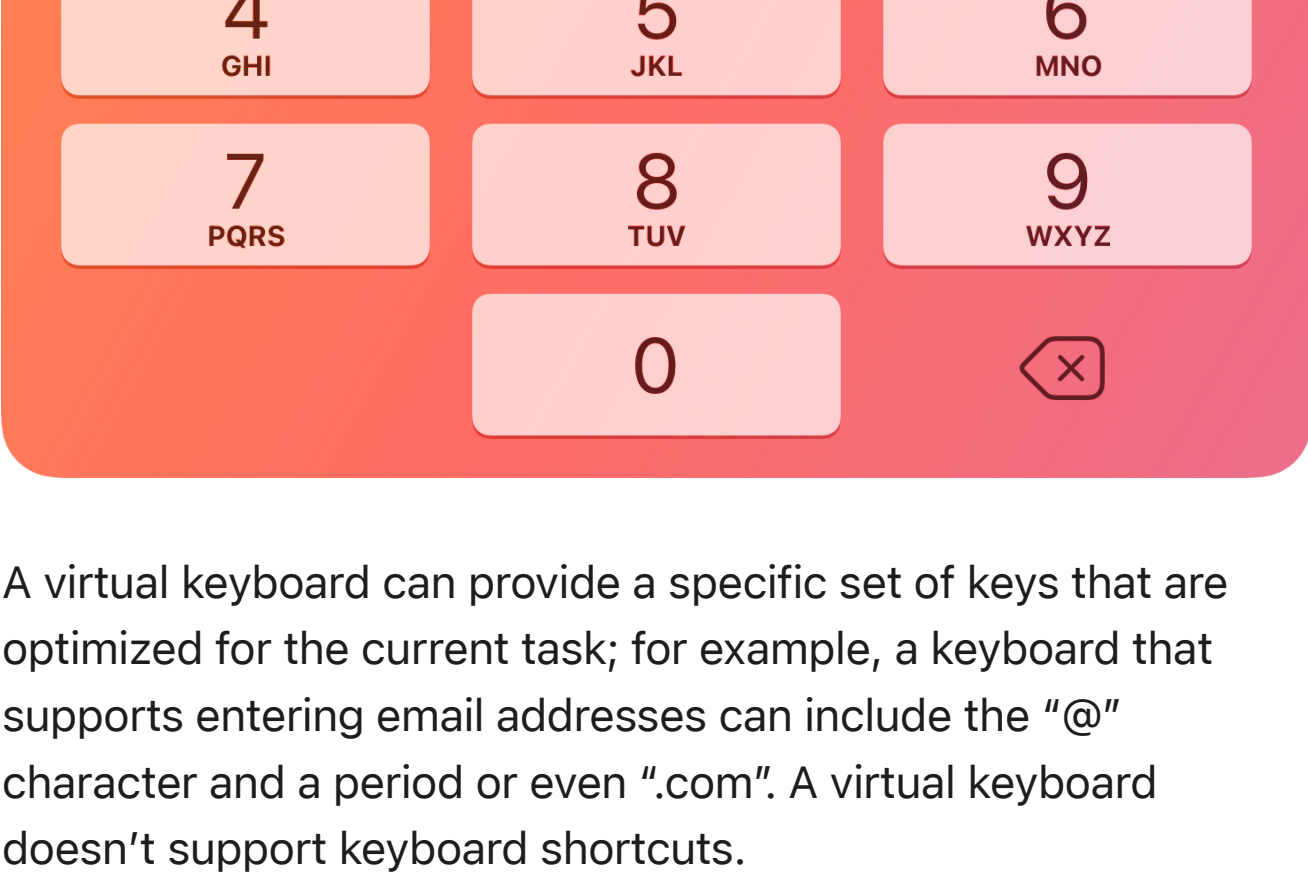 4 5 6
GHI JKL MNO
7 8 9
PQRS TUV WXYZ
0
A virtual keyboard can provide a specific set of keys that are
optimized for the current task; for example, a keyboard that
supports entering email addresses can include the “@”
character and a period or even “.com”. A virtual keyboard
doesn’t support keyboard shortcuts.